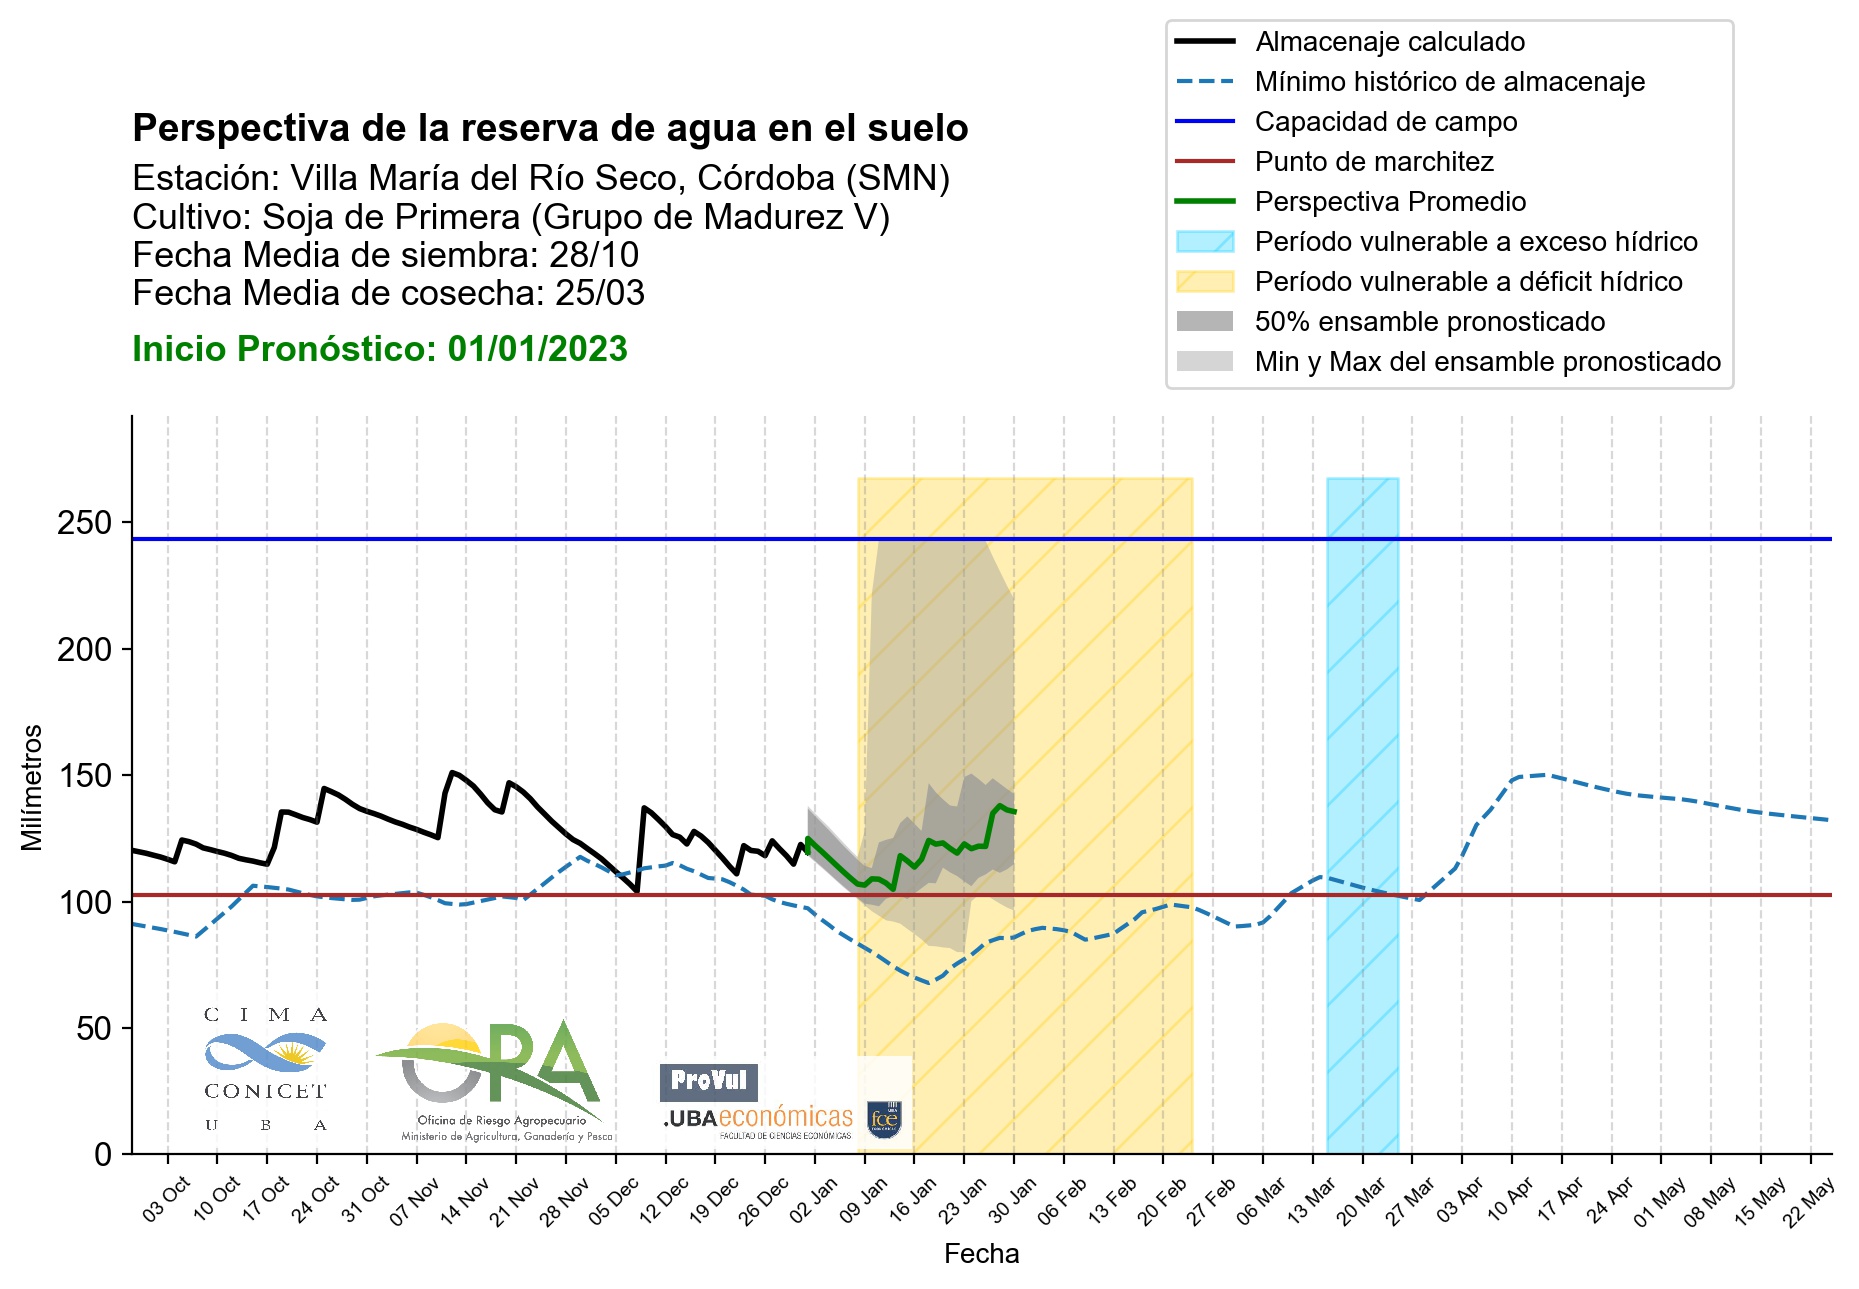 Almacenaje calculado
Mínimo histórico de almacenaje
Capacidad de campo
Punto de marchitez
Perspectiva Promedio
Período vulnerable a exceso hídrico
Período vulnerable a déficit hídrico
50% ensamble pronosticado
Min y Max del ensamble pronosticado
Perspectiva de la reserva de agua en el suelo
Estación: Villa María del Río Seco, Córdoba (SMN)
Cultivo: Soja de Primera (Grupo de Madurez V)
Fecha Media de siembra: 28/10
Fecha Media de cosecha: 25/03
Inicio Pronóstico: 01/01/2023
Milímetros
250
200
150
100
50
0
CIMA
CONICET
UBA
ORA
Oficina de Riesgo Agropecuario
Ministerio de Agricultura, Ganadería y Pesca
ProVul
.UBAeconómicas
FACULTAD DE CIENCIAS ECONÓMICAS
fce
03 Oct
10 Oct
17 Oct
24 Oct
31 Oct
07 Nov
14 Nov
21 Nov
28 Nov
05 Dec
12 Dec
19 Dec
26 Dec
02 Jan
09 Jan
16 Jan
23 Jan
30 Jan
06 Feb
13 Feb
20 Feb
27 Feb
06 Mar
13 Mar
20 Mar
27 Mar
03 Apr
10 Apr
17 Apr
24 Apr
01 May
08 May
15 May
22 May
Fecha